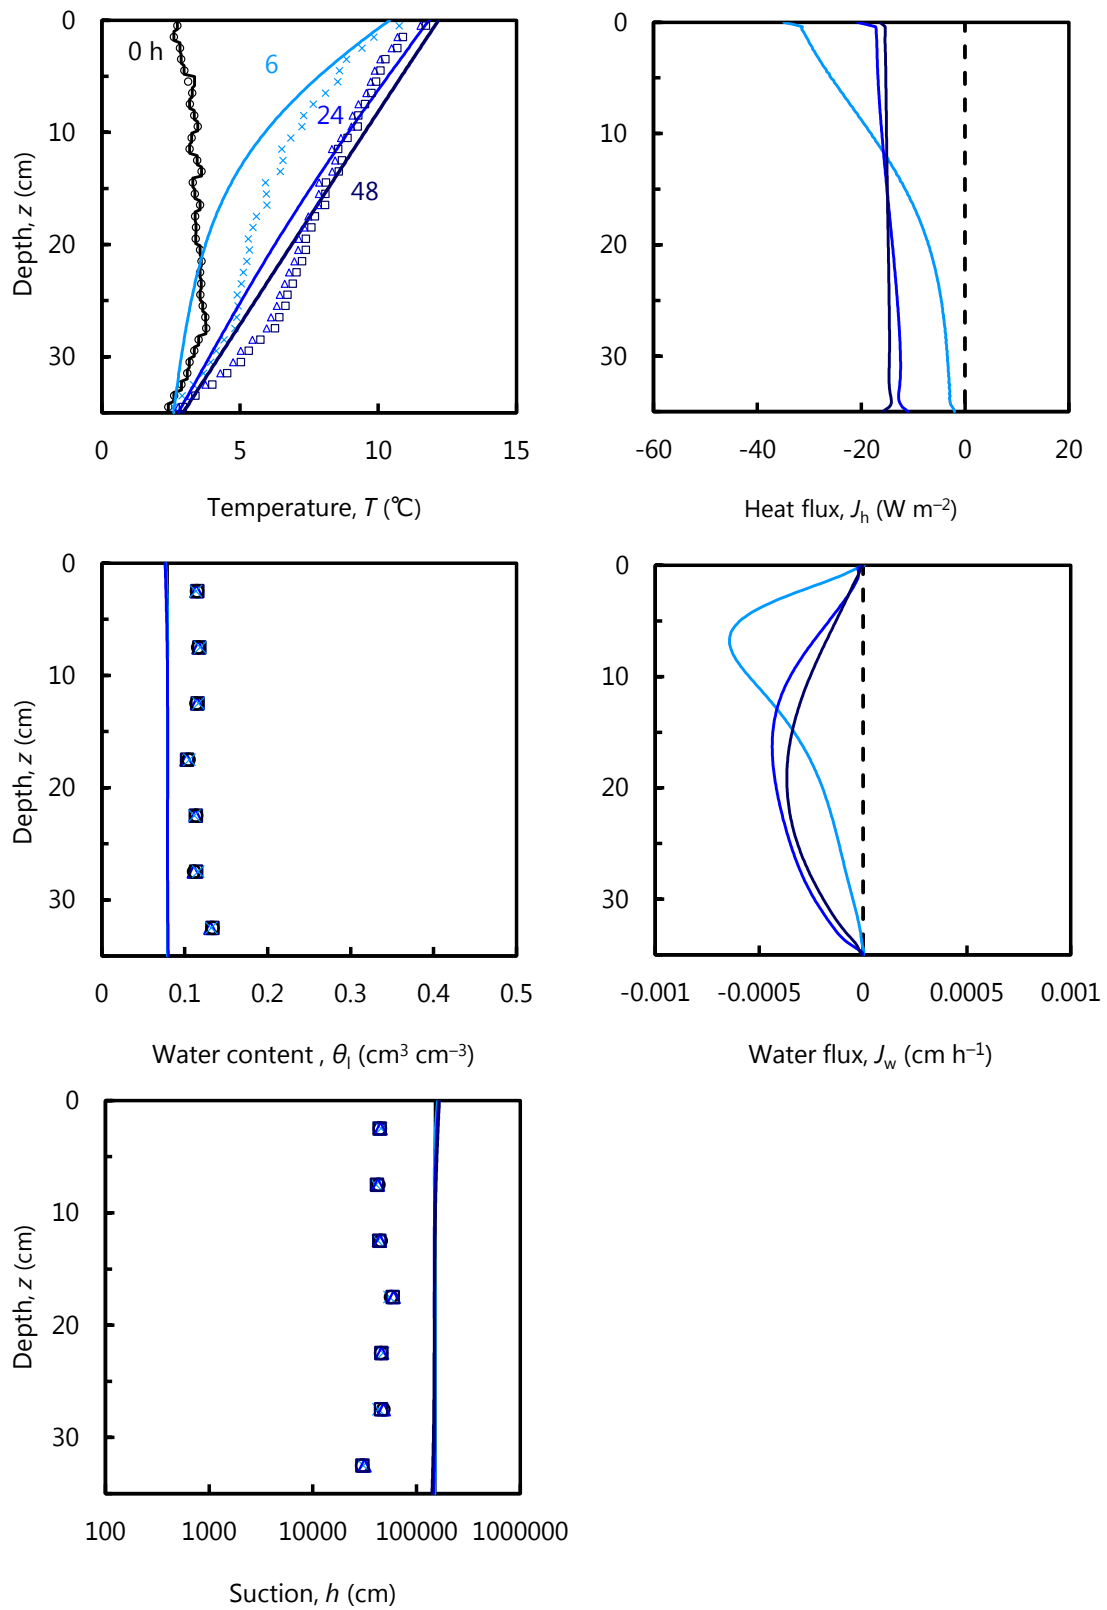 0
10
20
30
Depth, z (cm)
0 h
6
24
48
0 5 10 15
Temperature, T (℃)
0
10
20
30
-60 -40 -20 0 20
Heat flux, Jh (W m⁻²)
0
10
20
30
Depth, z (cm)
0 0.1 0.2 0.3 0.4 0.5
Water content , θl (cm³ cm⁻³)
0
10
20
30
-0.001 -0.0005 0 0.0005 0.001
Water flux, Jw (cm h⁻¹)
0
10
20
30
Depth, z (cm)
100 1000 10000 100000 1000000
Suction, h (cm)